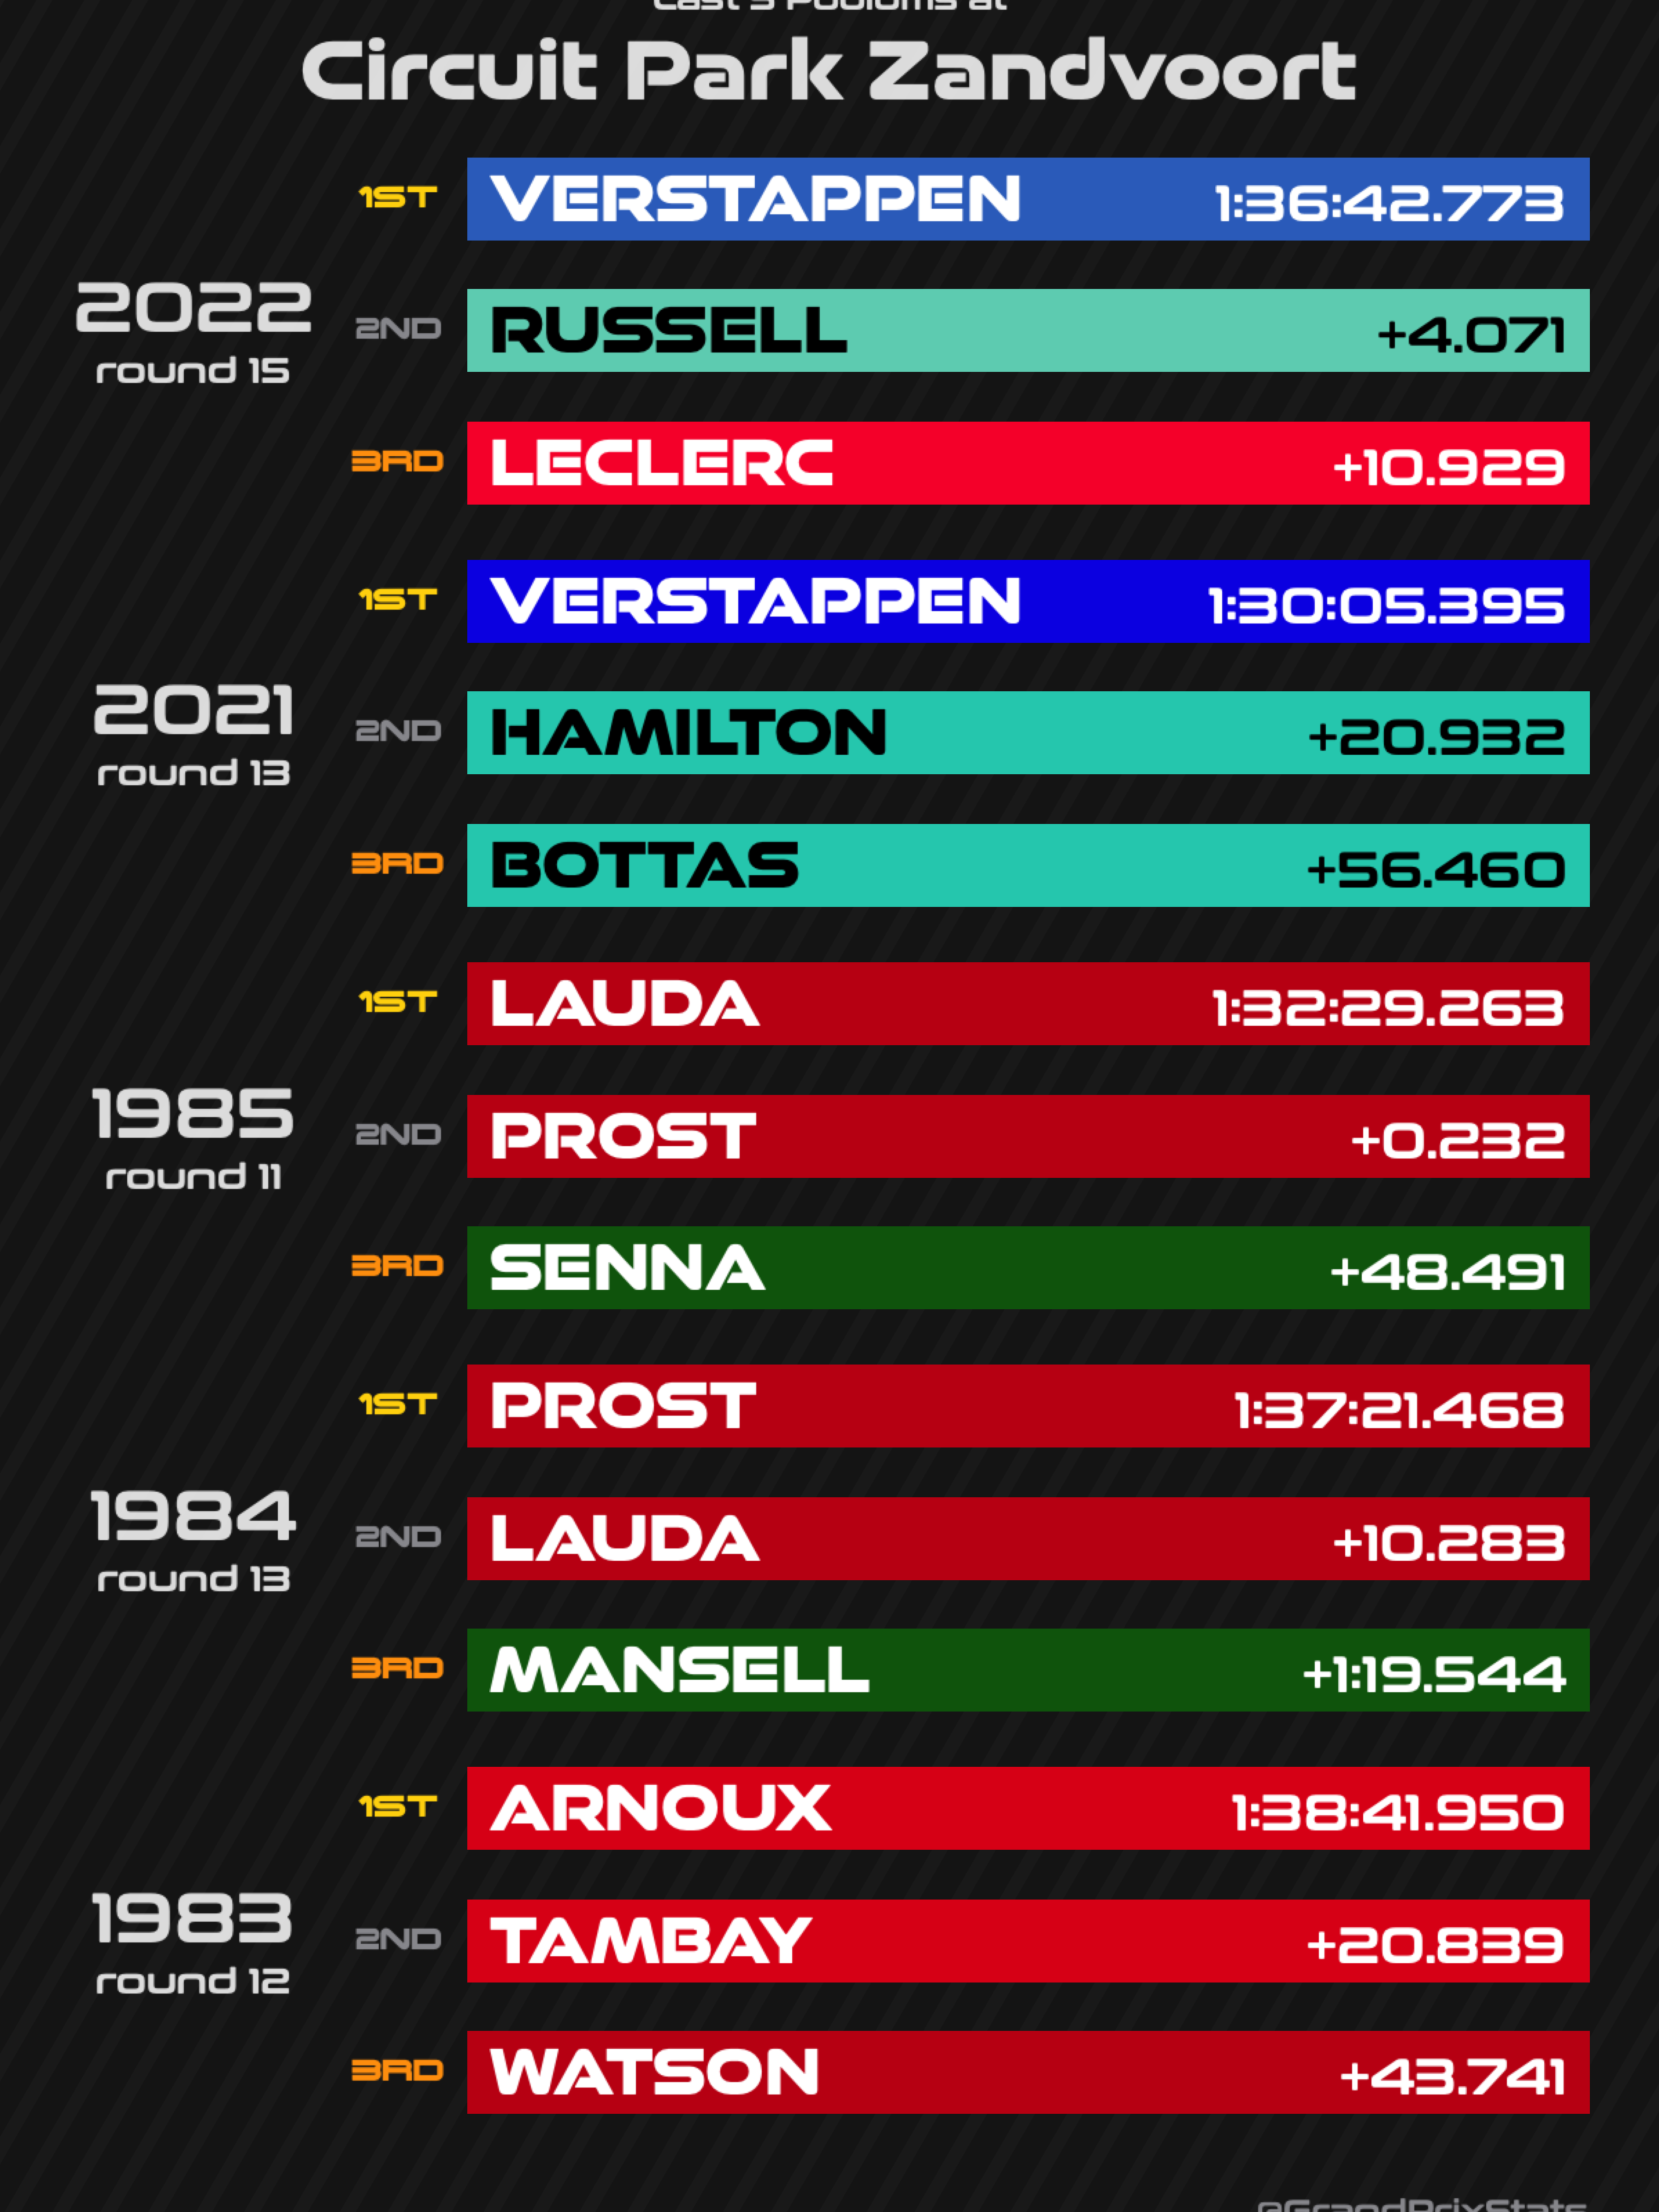 Last 5 Podiums at
Circuit Park Zandvoort
1ST VERSTAPPEN 1:36:42.773
2022
round 15
2ND RUSSELL +4.071
3RD LECLERC +10.929
1ST VERSTAPPEN 1:30:05.395
2021
round 13
2ND HAMILTON +20.932
3RD BOTTAS +56.460
1ST LAUDA 1:32:29.263
1985
round 11
2ND PROST +0.232
3RD SENNA +48.491
1ST PROST 1:37:21.468
1984
round 13
2ND LAUDA +10.283
3RD MANSELL +1:19.544
1ST ARNOUX 1:38:41.950
1983
round 12
2ND TAMBAY +20.839
3RD WATSON +43.741
@GrandPrixStats